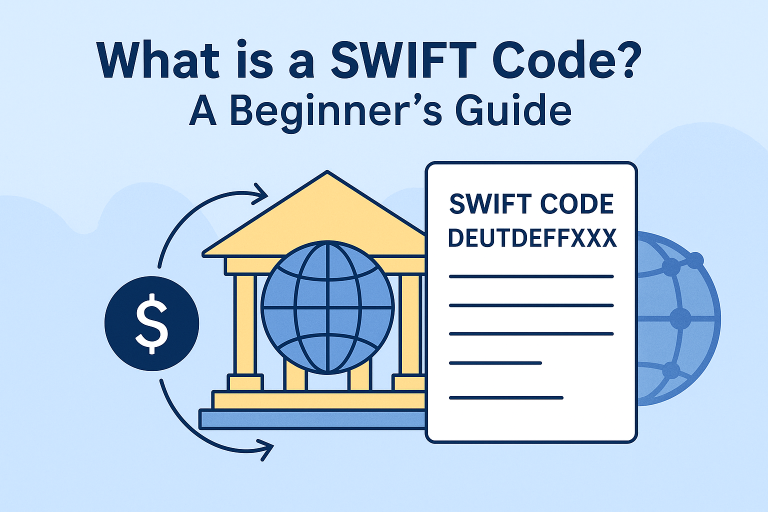 What is a SWIFT Code?
A Beginner's Guide
$
SWIFT CODE
DEUTDEFFXXX